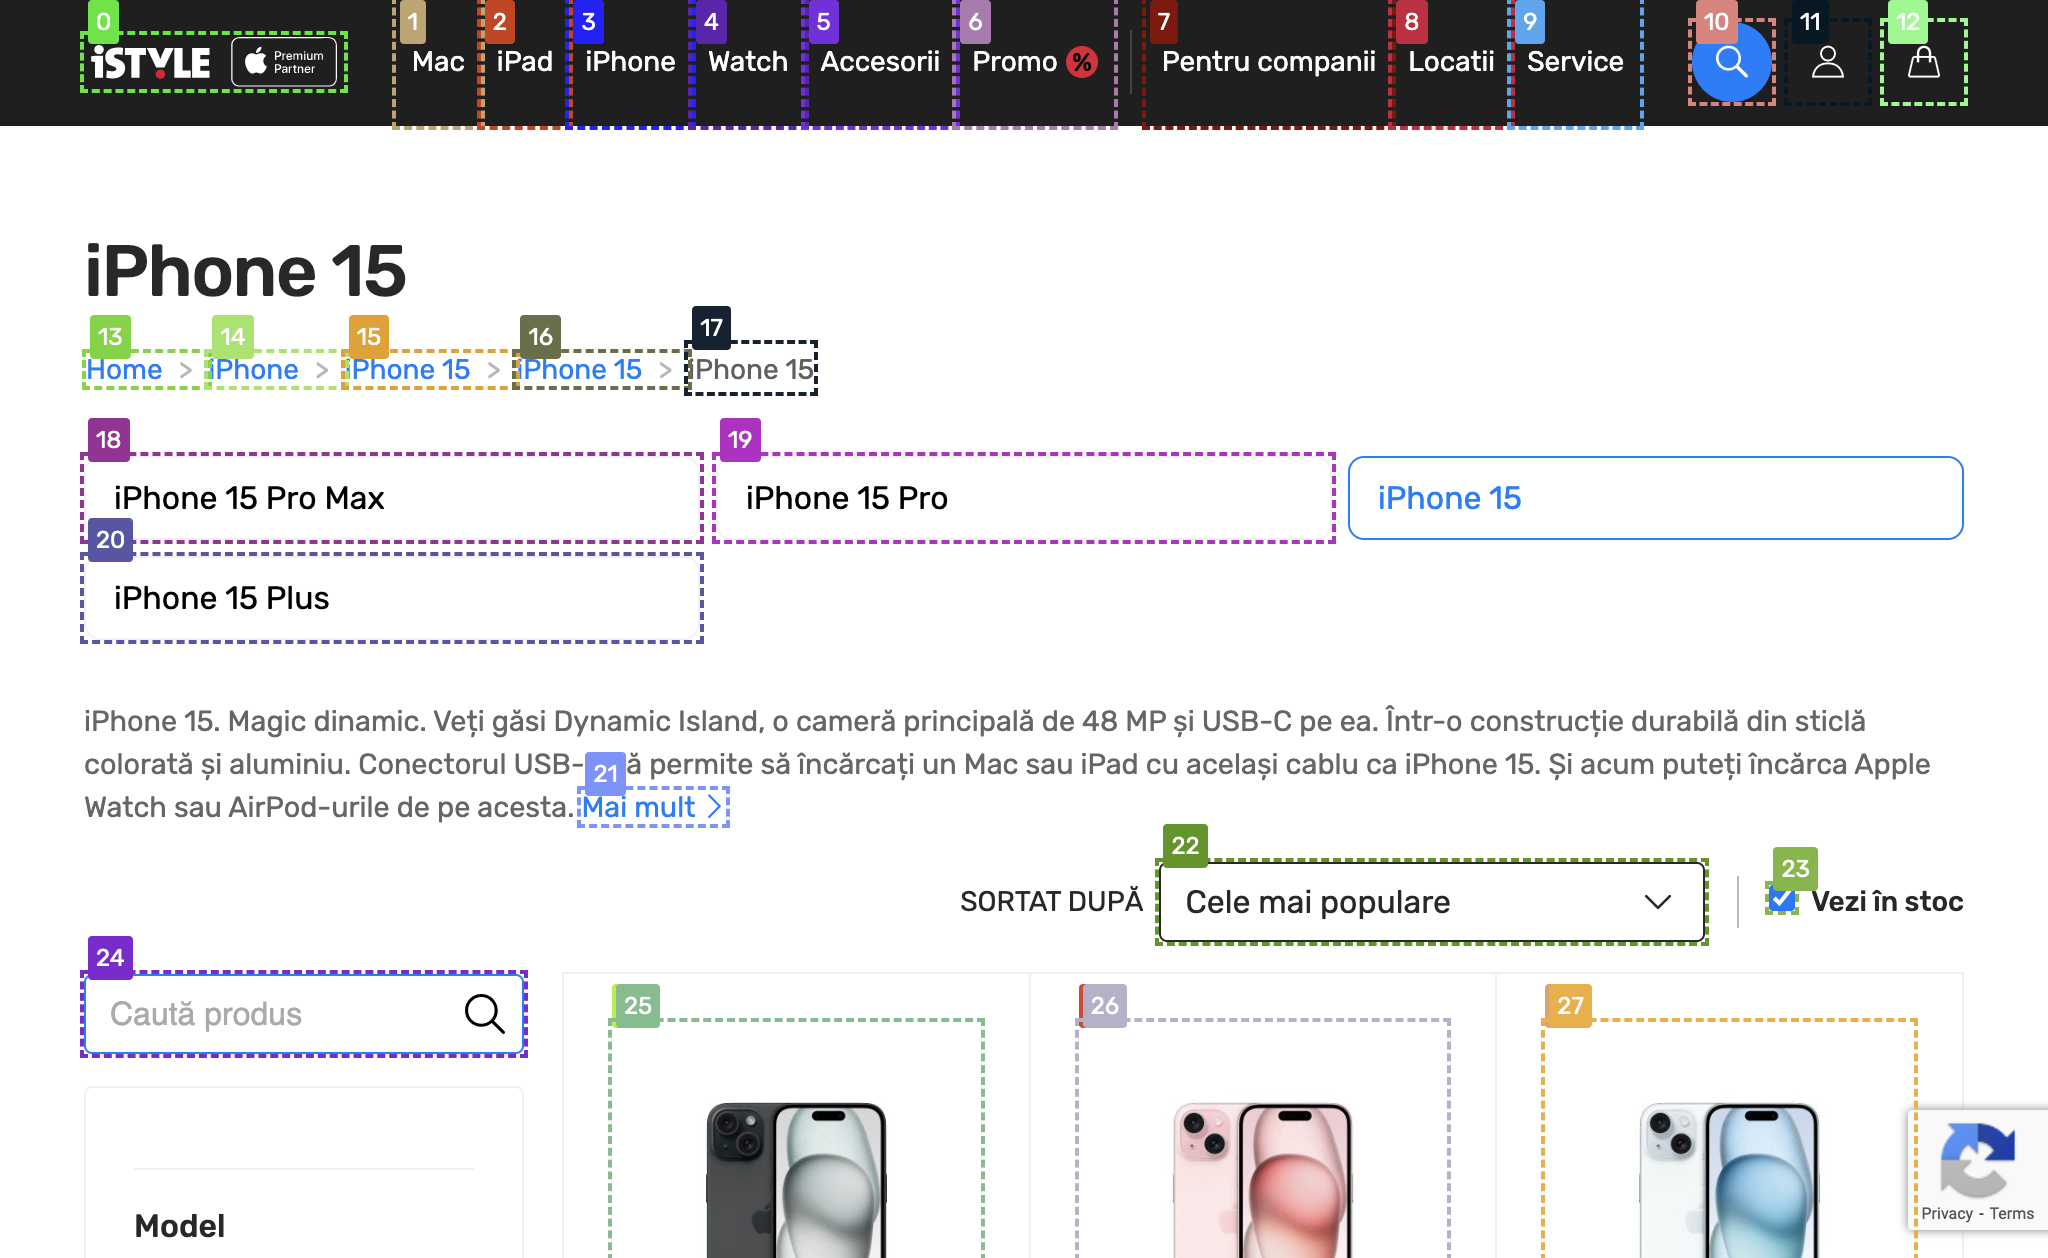 0 1 2 3 4 5 6 7 8 9 10 11 12
iSTYLE Premium Partner Mac iPad iPhone Watch Accesorii Promo % Pentru companii Locatii Service
iPhone 15
13 14 15 16 17
Home > iPhone > iPhone 15 > iPhone 15 > iPhone 15
18 19
iPhone 15 Pro Max iPhone 15 Pro iPhone 15
20
iPhone 15 Plus
iPhone 15. Magic dinamic. Veți găsi Dynamic Island, o cameră principală de 48 MP și USB-C pe ea. Într-o construcție durabilă din sticlă
colorată și aluminiu. Conectorul USB- ă permite să încărcați un Mac sau iPad cu același cablu ca iPhone 15. Și acum puteți încărca Apple
21
Watch sau AirPod-urile de pe acesta. Mai mult >
22 23
SORTAT DUPĂ Cele mai populare Vezi în stoc
24
Caută produs
25 26 27
Model
Privacy - Terms